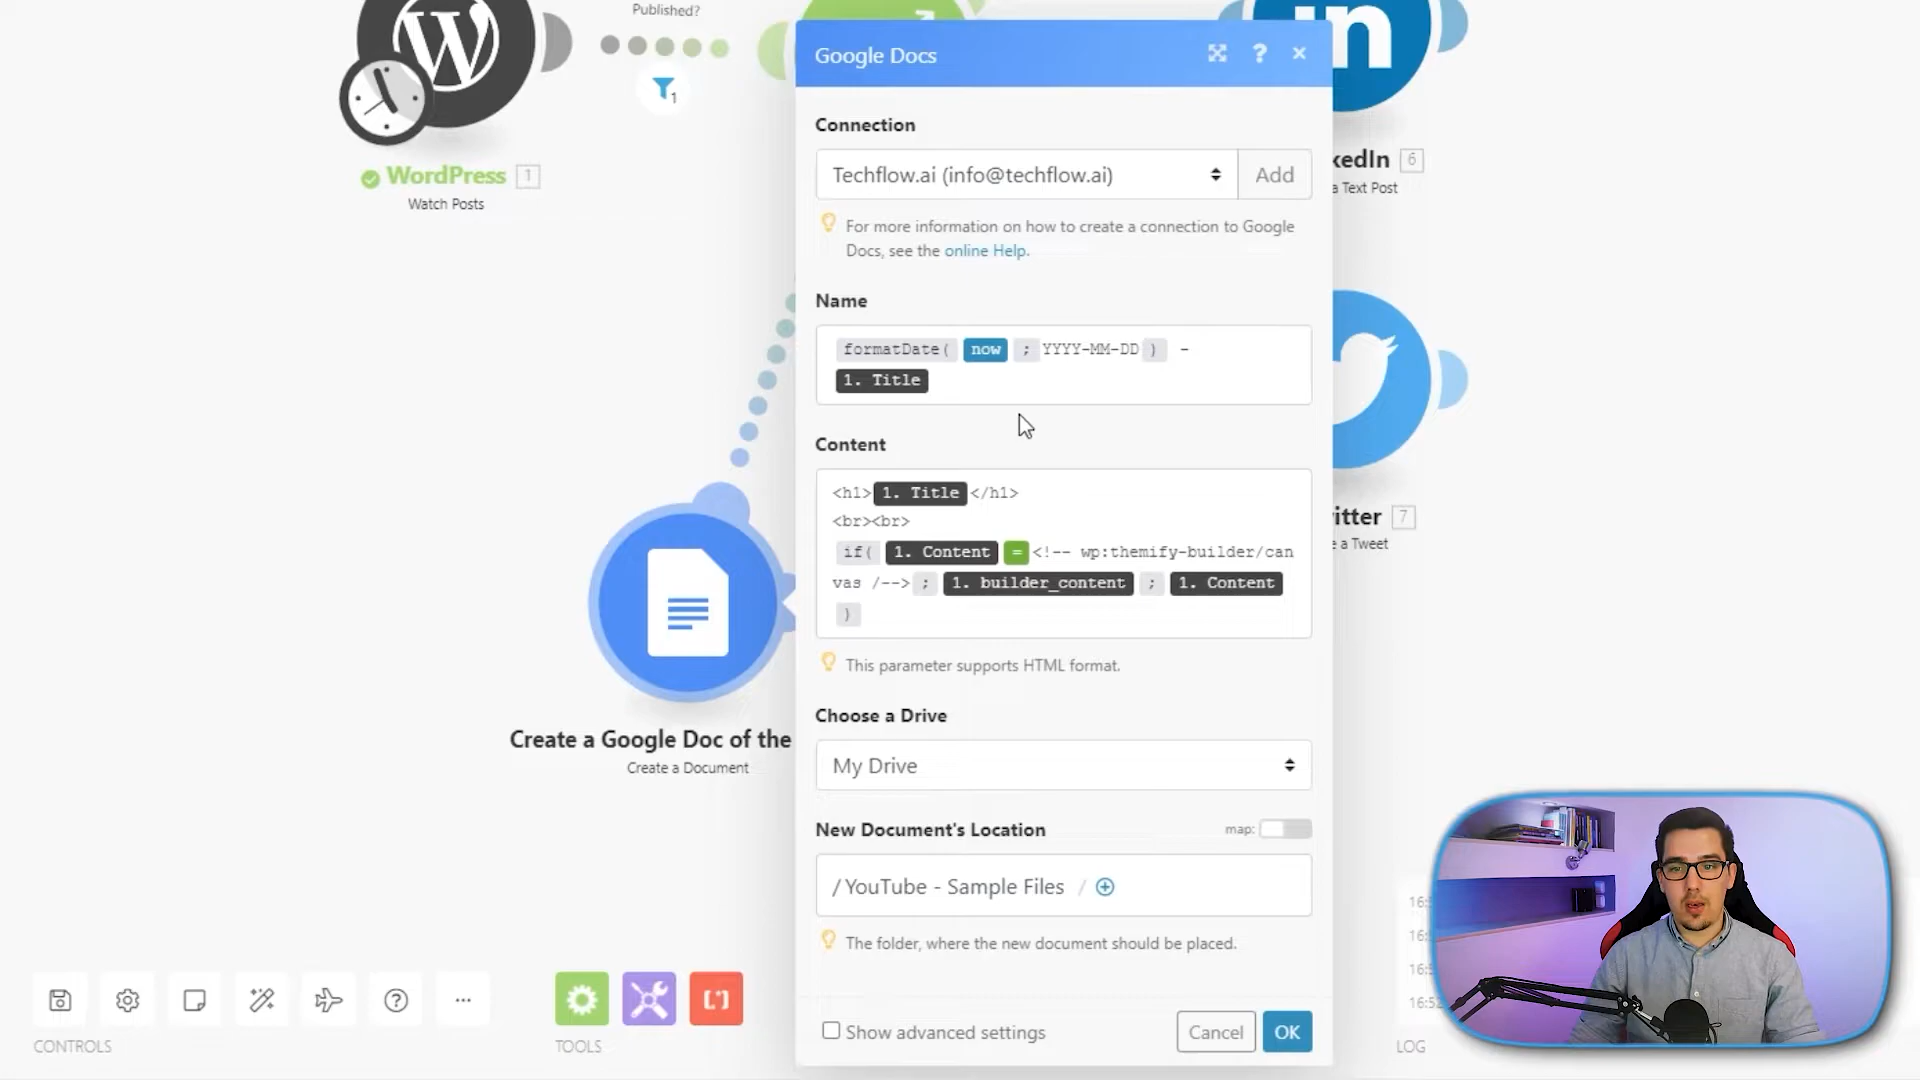 Published?
1
WordPress 1
Watch Posts
Google Docs
?
Connection
Techflow.ai (info@techflow.ai)
Add
For more information on how to create a connection to Google
Docs, see the online Help.
Name
formatDate( now ; YYYY-MM-DD ) -
1. Title
Content
<h1> 1. Title </h1>
<br><br>
if( 1. Content = <!-- wp:themify-builder/can
vas /--> ; 1. builder_content ; 1. Content
)
This parameter supports HTML format.
Choose a Drive
My Drive
New Document's Location
map:
/ YouTube - Sample Files /
The folder, where the new document should be placed.
Show advanced settings
Cancel
OK
in
kedIn 6
a Text Post
itter 7
e a Tweet
Create a Google Doc of the
Create a Document
CONTROLS
TOOLS
LOG